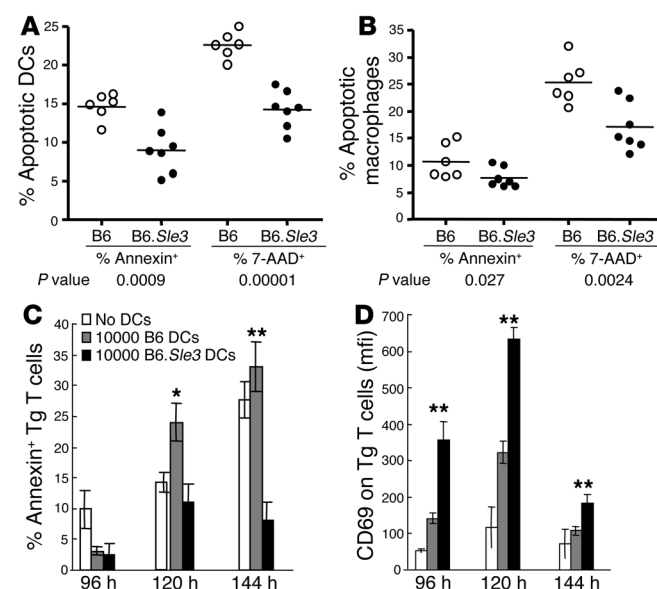 A
% Apoptotic DCs
25
20
15
10
5
0
B6 B6.Sle3 B6 B6.Sle3
% Annexin⁺ % 7-AAD⁺
P value 0.0009 0.00001
B
% Apoptotic macrophages
35
30
25
20
15
10
5
0
B6 B6.Sle3 B6 B6.Sle3
% Annexin⁺ % 7-AAD⁺
P value 0.027 0.0024
C
No DCs
10000 B6 DCs
10000 B6.Sle3 DCs
% Annexin⁺ Tg T cells
40
35
30
25
20
15
10
5
0
* **
96 h 120 h 144 h
D
CD69 on Tg T cells (mfi)
700
600
500
400
300
200
100
0
** ** **
96 h 120 h 144 h